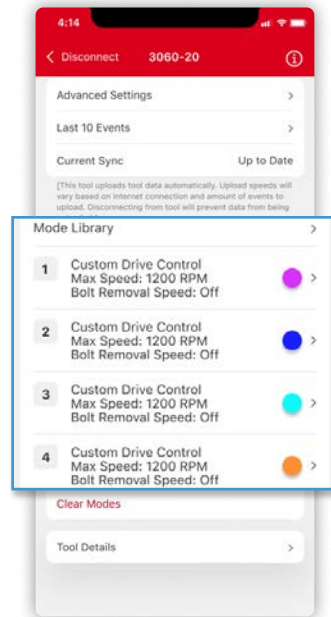 4:14
Disconnect 3060-20
Advanced Settings
Last 10 Events
Current Sync Up to Date
[This tool uploads tool data automatically. Upload speeds will
vary based on internet connection and amount of events to
upload. Disconnecting from tool will prevent data from being
Mode Library
1 Custom Drive Control
Max Speed: 1200 RPM
Bolt Removal Speed: Off
2 Custom Drive Control
Max Speed: 1200 RPM
Bolt Removal Speed: Off
3 Custom Drive Control
Max Speed: 1200 RPM
Bolt Removal Speed: Off
4 Custom Drive Control
Max Speed: 1200 RPM
Bolt Removal Speed: Off
Clear Modes
Tool Details